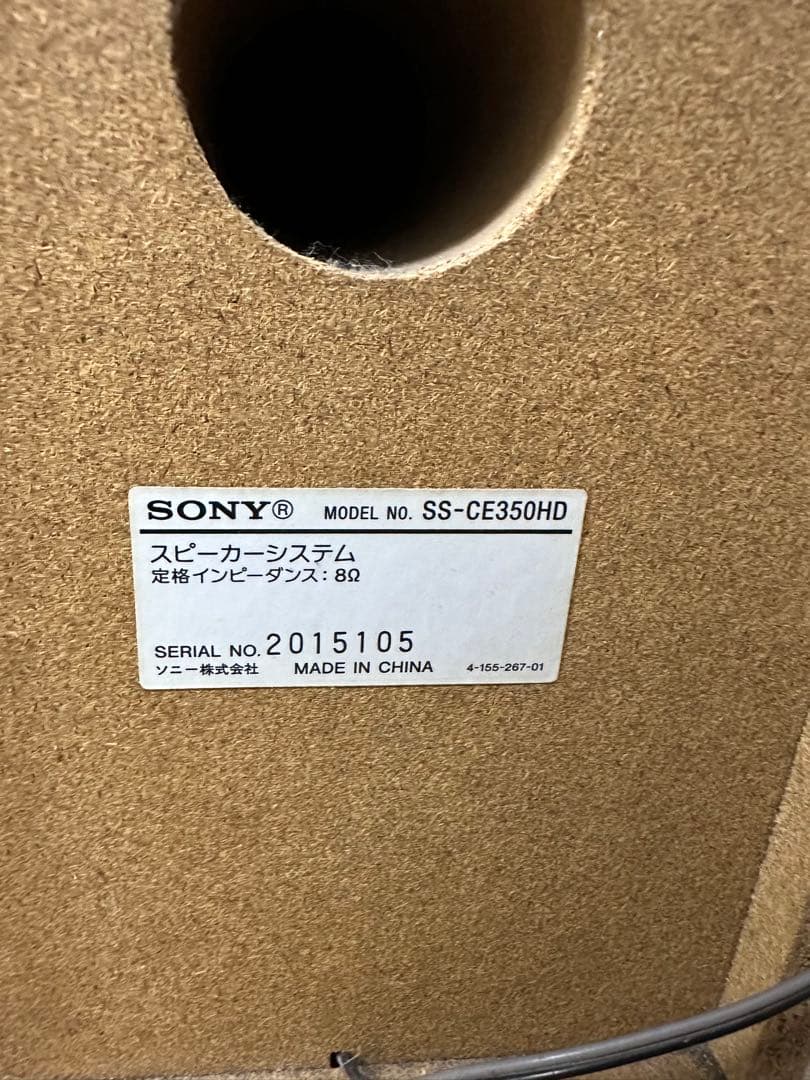 SONY® MODEL NO. SS-CE350HD
スピーカーシステム
定格インピーダンス: 8Ω
SERIAL NO. 2015105
ソニー株式会社 MADE IN CHINA 4-155-267-01